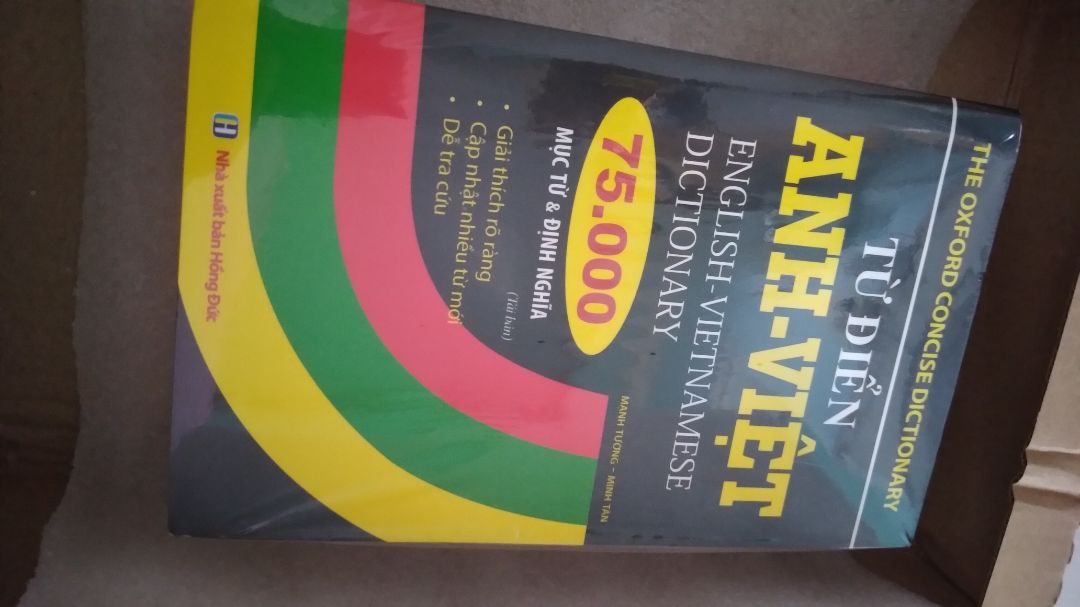 THE OXFORD CONCISE DICTIONARY
TỪ ĐIỂN
ANH-VIỆT
ENGLISH-VIETNAMESE
DICTIONARY
MẠNH TƯỜNG - MINH TÂN
75.000
MỤC TỪ & ĐỊNH NGHĨA
(Tái bản)
• Giải thích rõ ràng
• Cập nhật nhiều từ mới
• Dễ tra cứu
Nhà xuất bản Hồng Đức